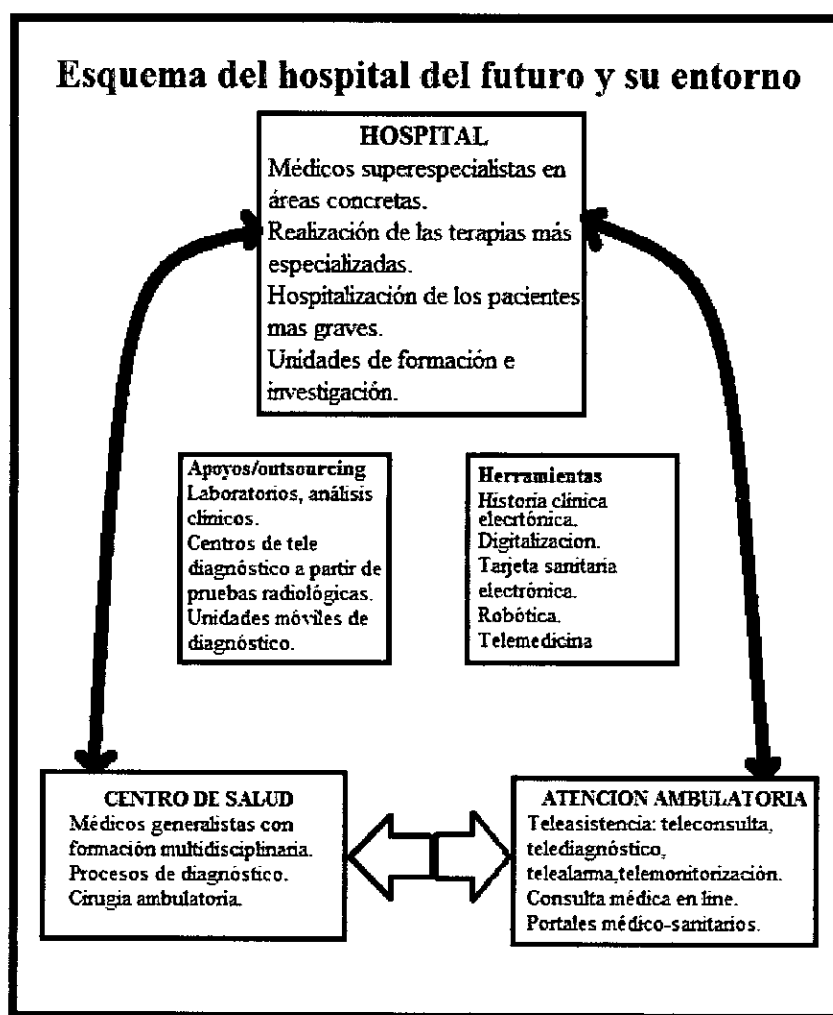 Esquema del hospital del futuro y su entorno
HOSPITAL
Médicos superespecialistas en
áreas concretas.
Realización de las terapias más
especializadas.
Hospitalización de los pacientes
mas graves.
Unidades de formación e
investigación.
Apoyos/outsourcing
Laboratorios, análisis
clínicos.
Centros de tele
diagnóstico a partir de
pruebas radiológicas.
Unidades móviles de
diagnóstico.
Herramientas
Historia clínica
elecrtónica.
Digitalizacion.
Tarjeta sanitaria
electrónica.
Robótica.
Telemedicina
CENTRO DE SALUD
Médicos generalistas con
formación multidisciplinaria.
Procesos de diagnóstico.
Cirugia ambulatoria.
ATENCION AMBULATORIA
Teleasistencia: teleconsulta,
telediagnóstico,
telealarma,telemonitorización.
Consulta médica en line.
Portales médico-sanitarios.